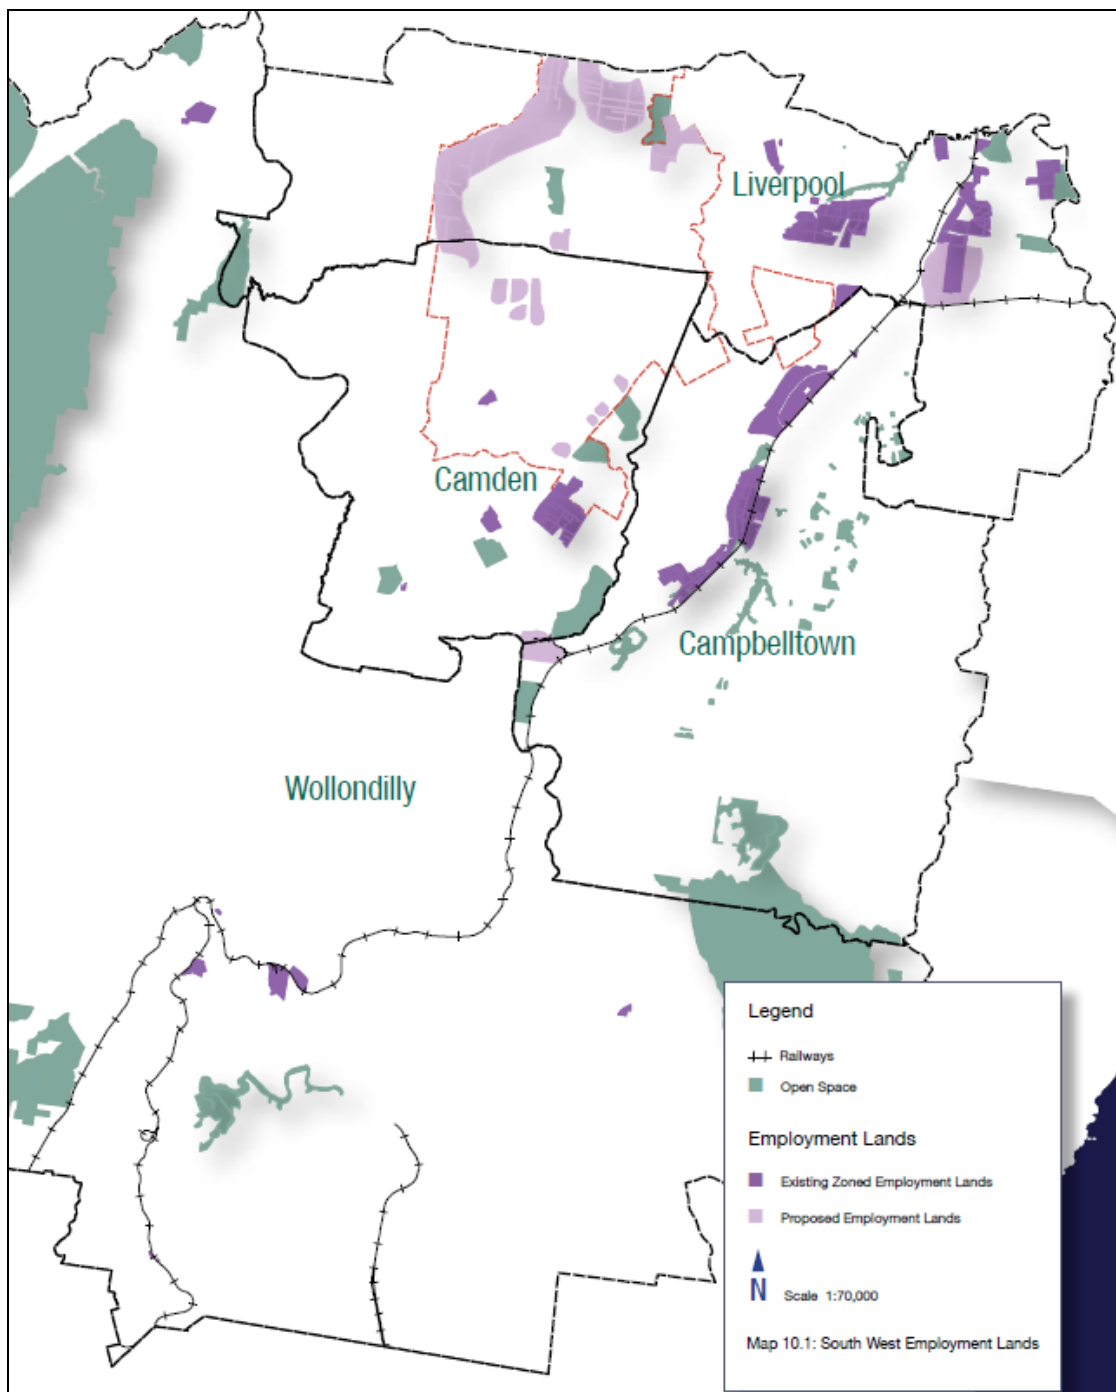 Liverpool
Camden
Campbelltown
Wollondilly
Legend
Railways
Open Space
Employment Lands
Existing Zoned Employment Lands
Proposed Employment Lands
N
Scale 1:70,000
Map 10.1: South West Employment Lands